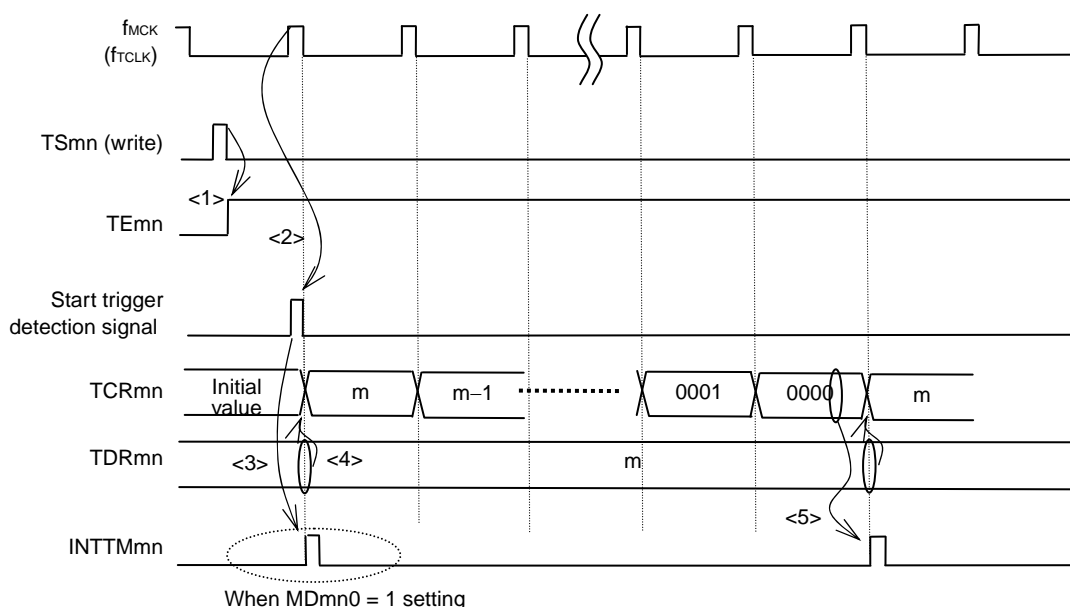 fMCK
(fTCLK)
TSmn (write)
<1>
TEmn
<2>
Start trigger
detection signal
TCRmn
Initial
value
m
m−1
0001
0000
m
TDRmn
<3>
<4>
m
<5>
INTTMmn
When MDmn0 = 1 setting